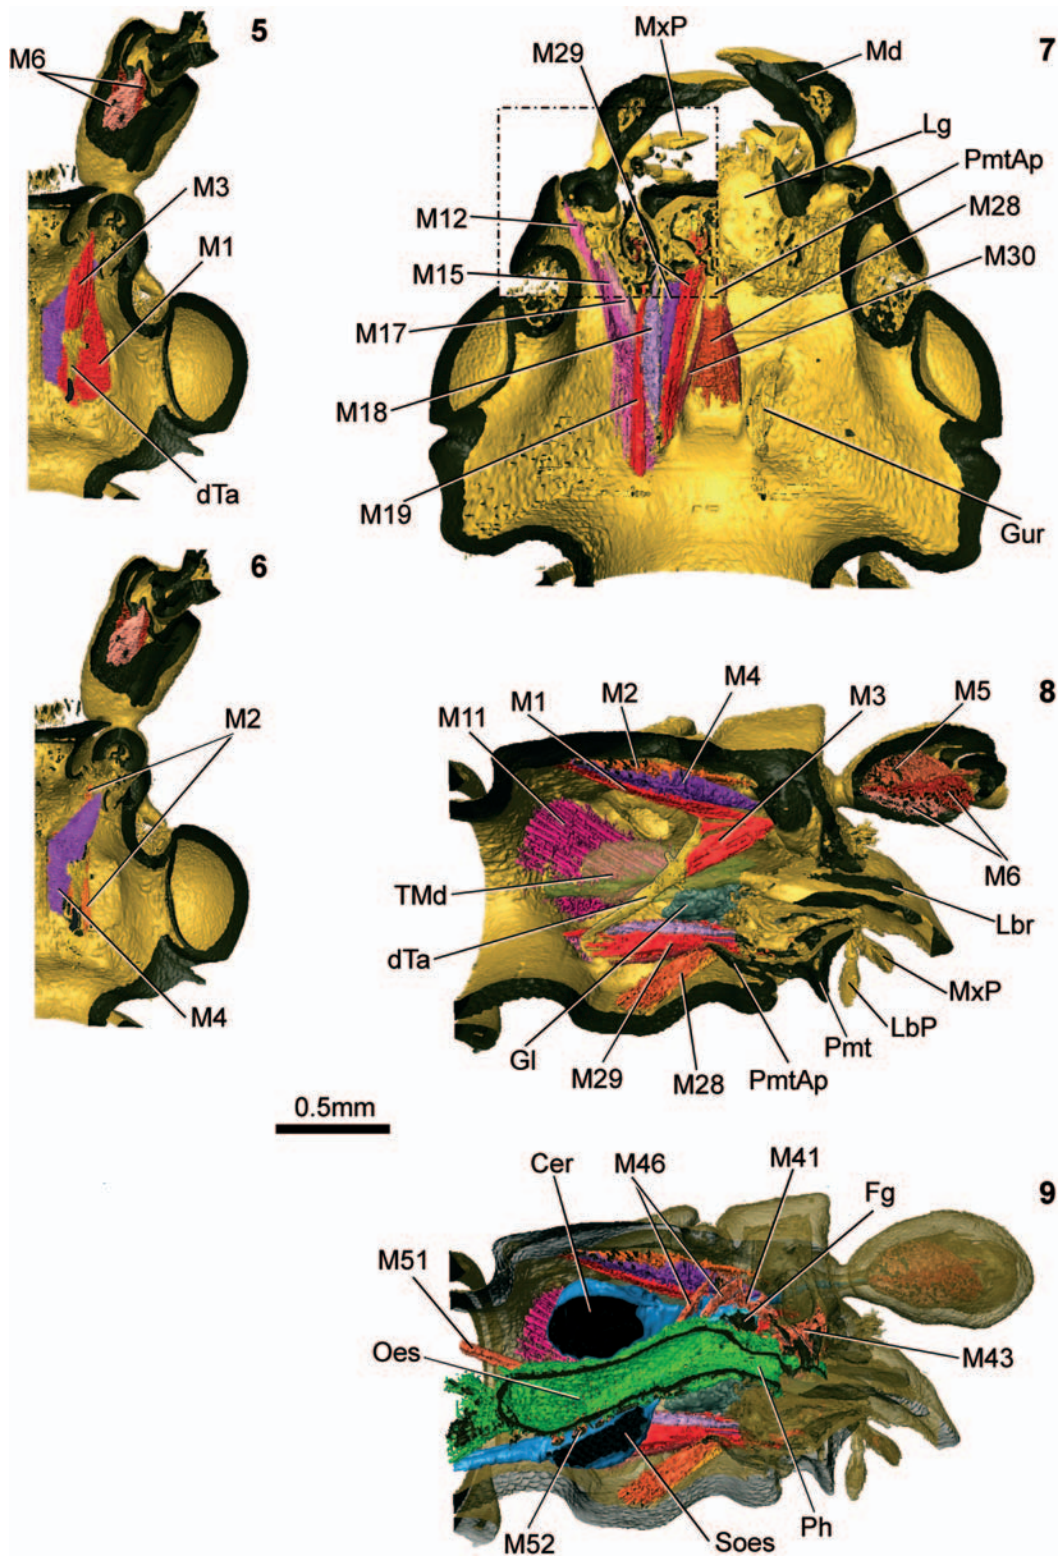 5
M6
M3
M1
dTa
6
M2
M4
7
MxP
Md
M29
Lg
PmtAp
M12
M28
M15
M30
M17
M18
M19
Gur
8
M4
M2
M3
M5
M1
M11
M6
TMd
Lbr
dTa
MxP
LbP
Gl
Pmt
M29
M28
PmtAp
0.5mm
9
Cer
M46
M41
Fg
M51
Oes
M43
Ph
M52
Soes